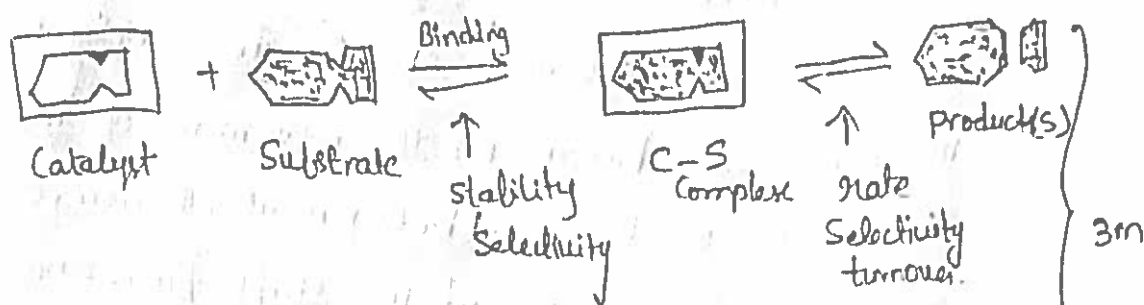 Binding
+
Catalyst
Substrate
C-S
Complex
product(s)
stability
Selectivity
rate
Selectivity
turnover.
3m